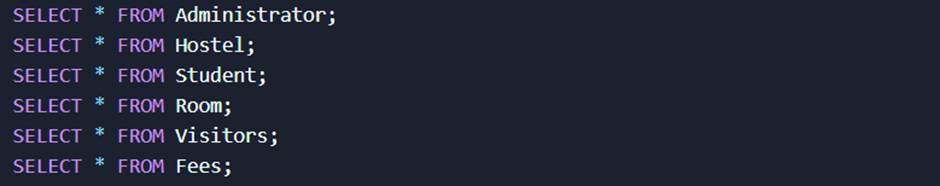 SELECT * FROM Administrator;
SELECT * FROM Hostel;
SELECT * FROM Student;
SELECT * FROM Room;
SELECT * FROM Visitors;
SELECT * FROM Fees;